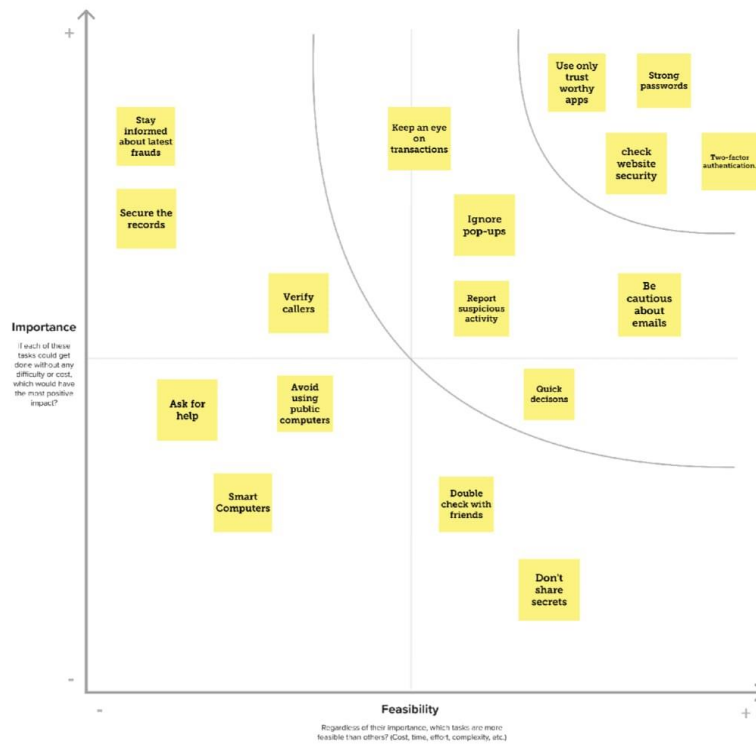 +
Use only
trust
worthy
apps
Strong
passwords
Stay
informed
about latest
frauds
Keep an eye
on
transactions
check
website
security
Two-factor
authentication.
Secure the
records
Ignore
pop-ups
Verify
callers
Report
suspicious
activity
Be
cautious
about
emails
Importance
If each of these
tasks could get
done without any
difficulty or cost,
which would have
the most positive
impact?
Ask for
help
Avoid
using
public
computers
Quick
decisons
Smart
Computers
Double
check with
friends
Don't
share
secrets
-
-
Feasibility
+
Regardless of their importance, which tasks are more
feasible than others? (Cost, time, effort, complexity, etc.)